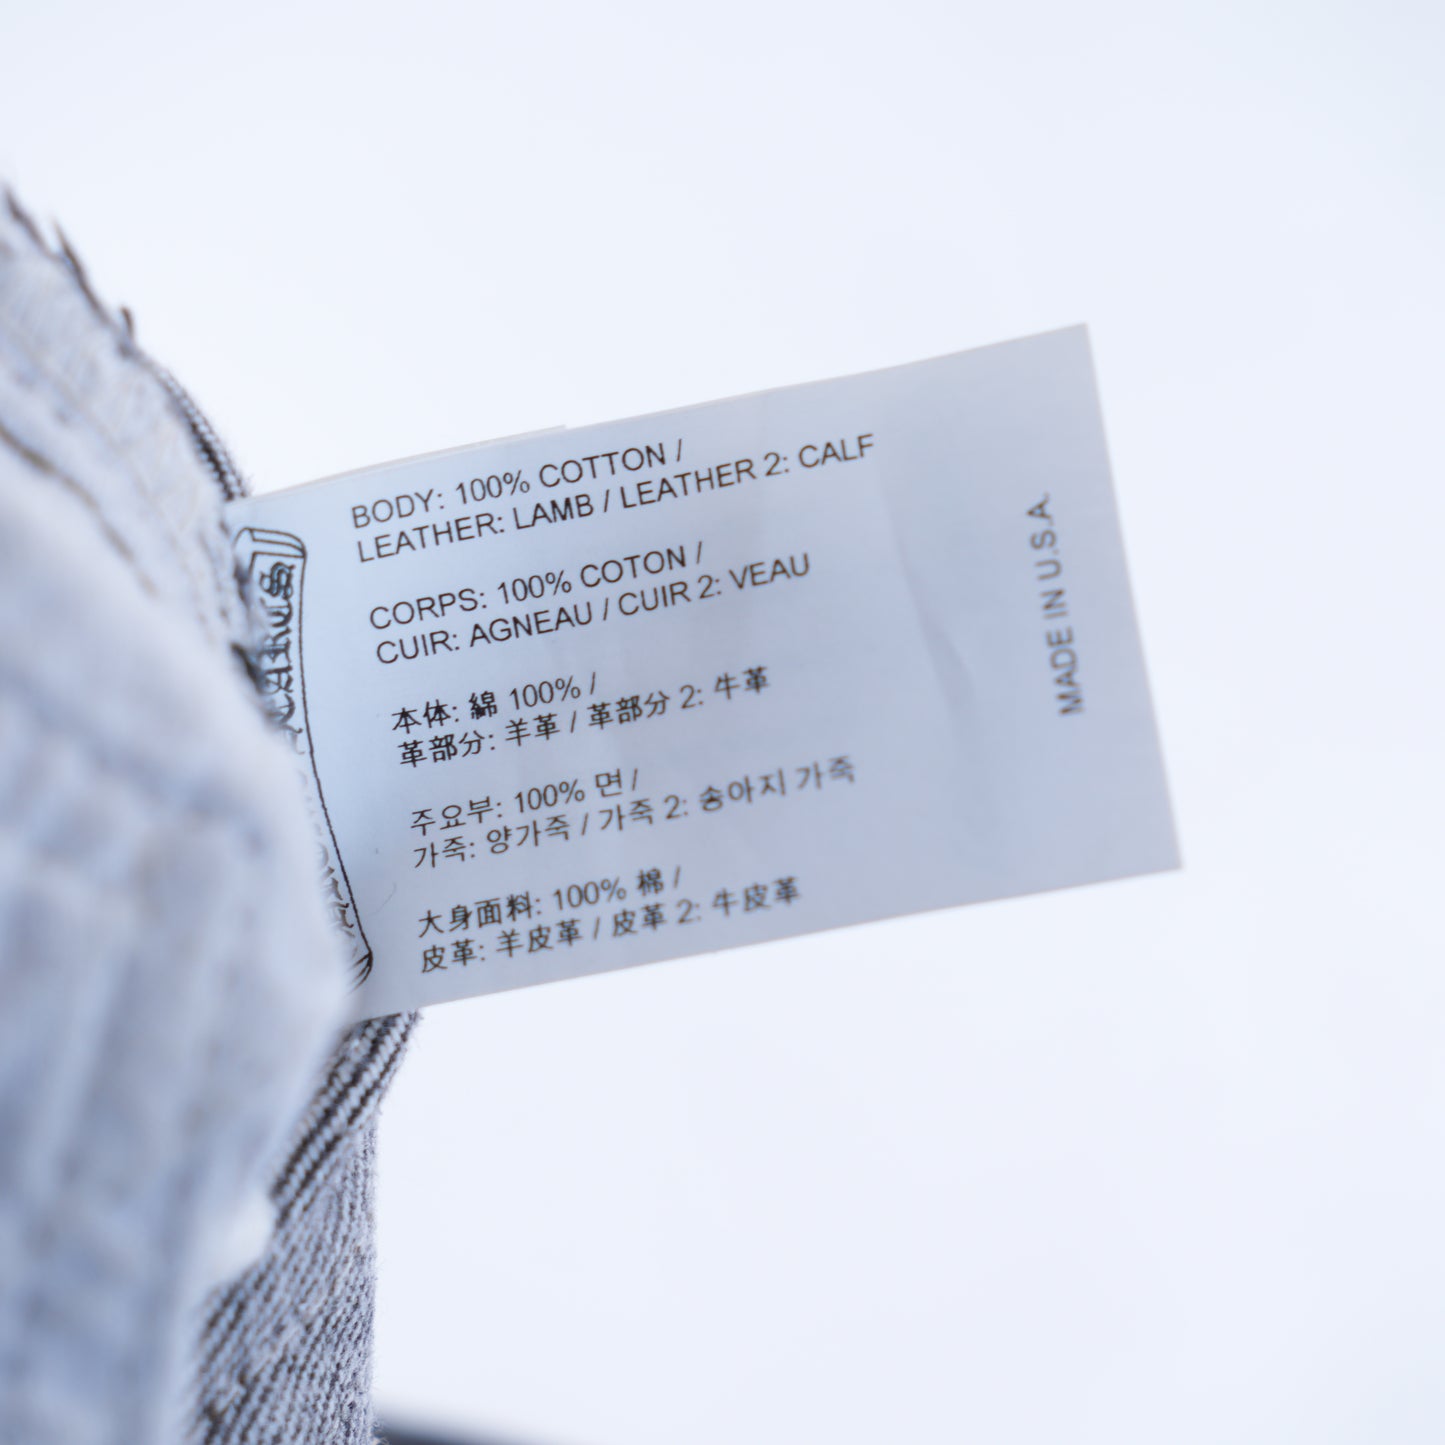 BODY: 100% COTTON /
LEATHER: LAMB / LEATHER 2: CALF
CORPS: 100% COTON /
CUIR: AGNEAU / CUIR 2: VEAU
本体: 綿 100% /
革部分: 羊革 / 革部分 2: 牛革
주요부: 100% 면 /
가죽: 양가죽 / 가죽 2: 송아지 가죽
大身面料: 100% 棉 /
皮革: 羊皮革 / 皮革 2: 牛皮革
MADE IN U.S.A.